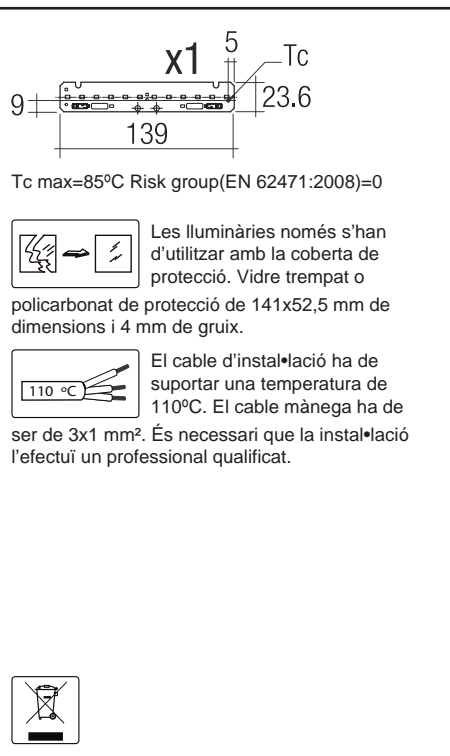 x1
5
Tc
9
23.6
139
Tc max=85ºC Risk group(EN 62471:2008)=0
Les lluminàries només s’han
d’utilitzar amb la coberta de
protecció. Vidre trempat o
policarbonat de protecció de 141x52,5 mm de
dimensions i 4 mm de gruix.
110 ºC
El cable d’instal•lació ha de
suportar una temperatura de
110ºC. El cable mànega ha de
ser de 3x1 mm². És necessari que la instal•lació
l’efectuï un professional qualificat.